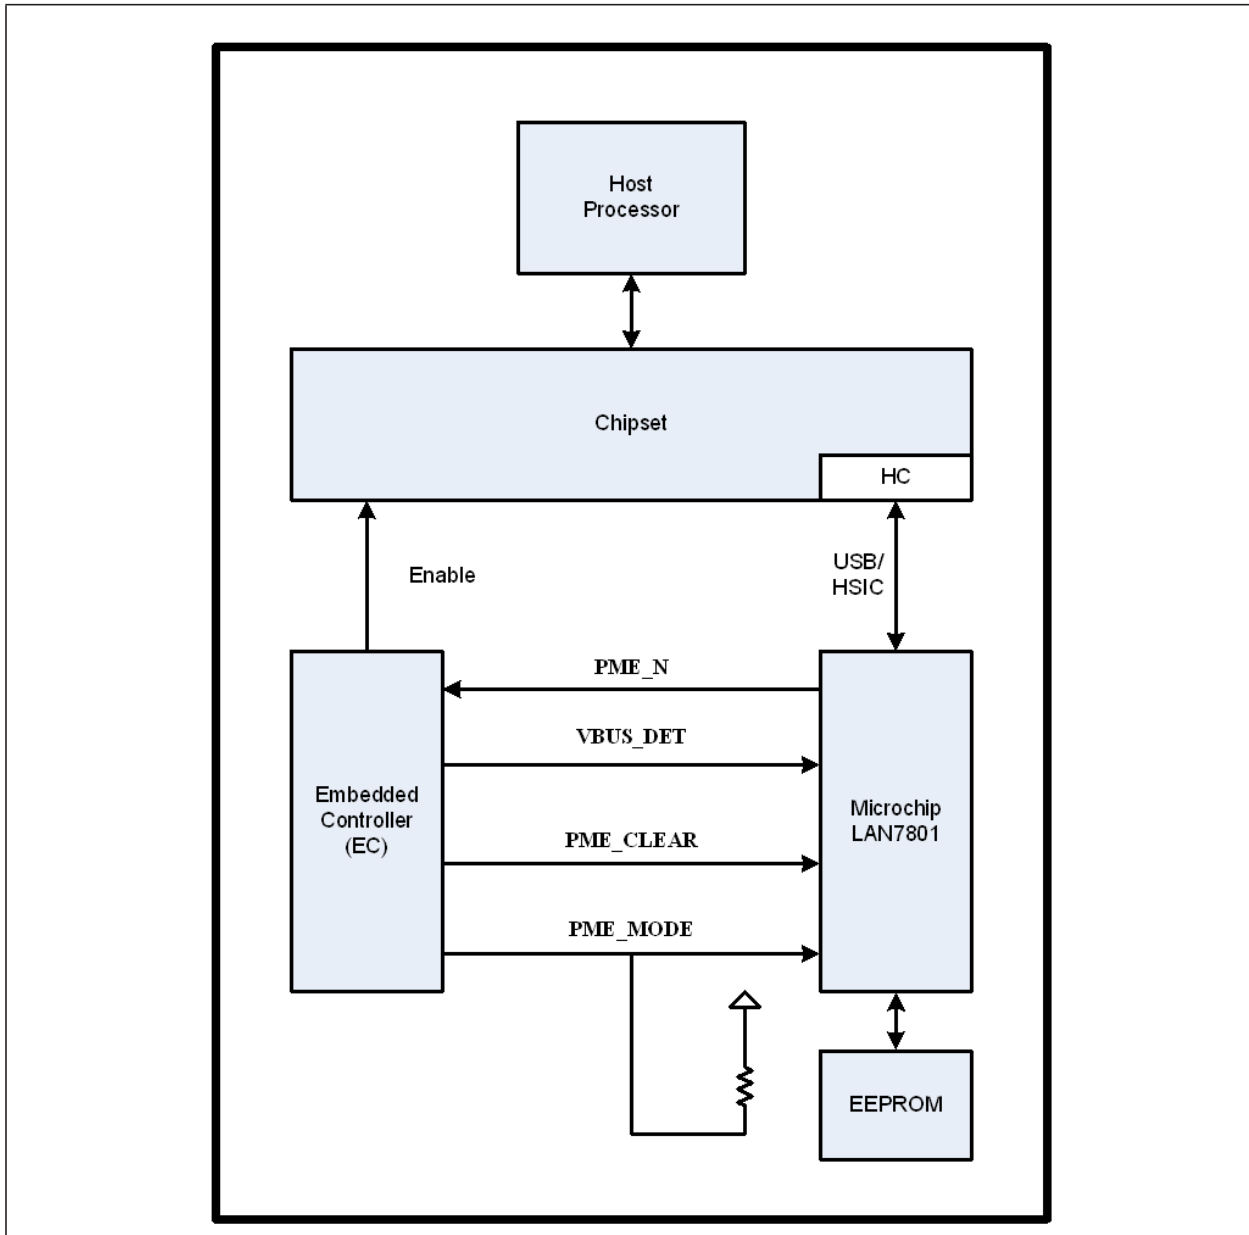 Host
Processor
Chipset
HC
Enable
USB/
HSIC
PME_N
VBUS_DET
Embedded
Controller
(EC)
Microchip
LAN7801
PME_CLEAR
PME_MODE
EEPROM